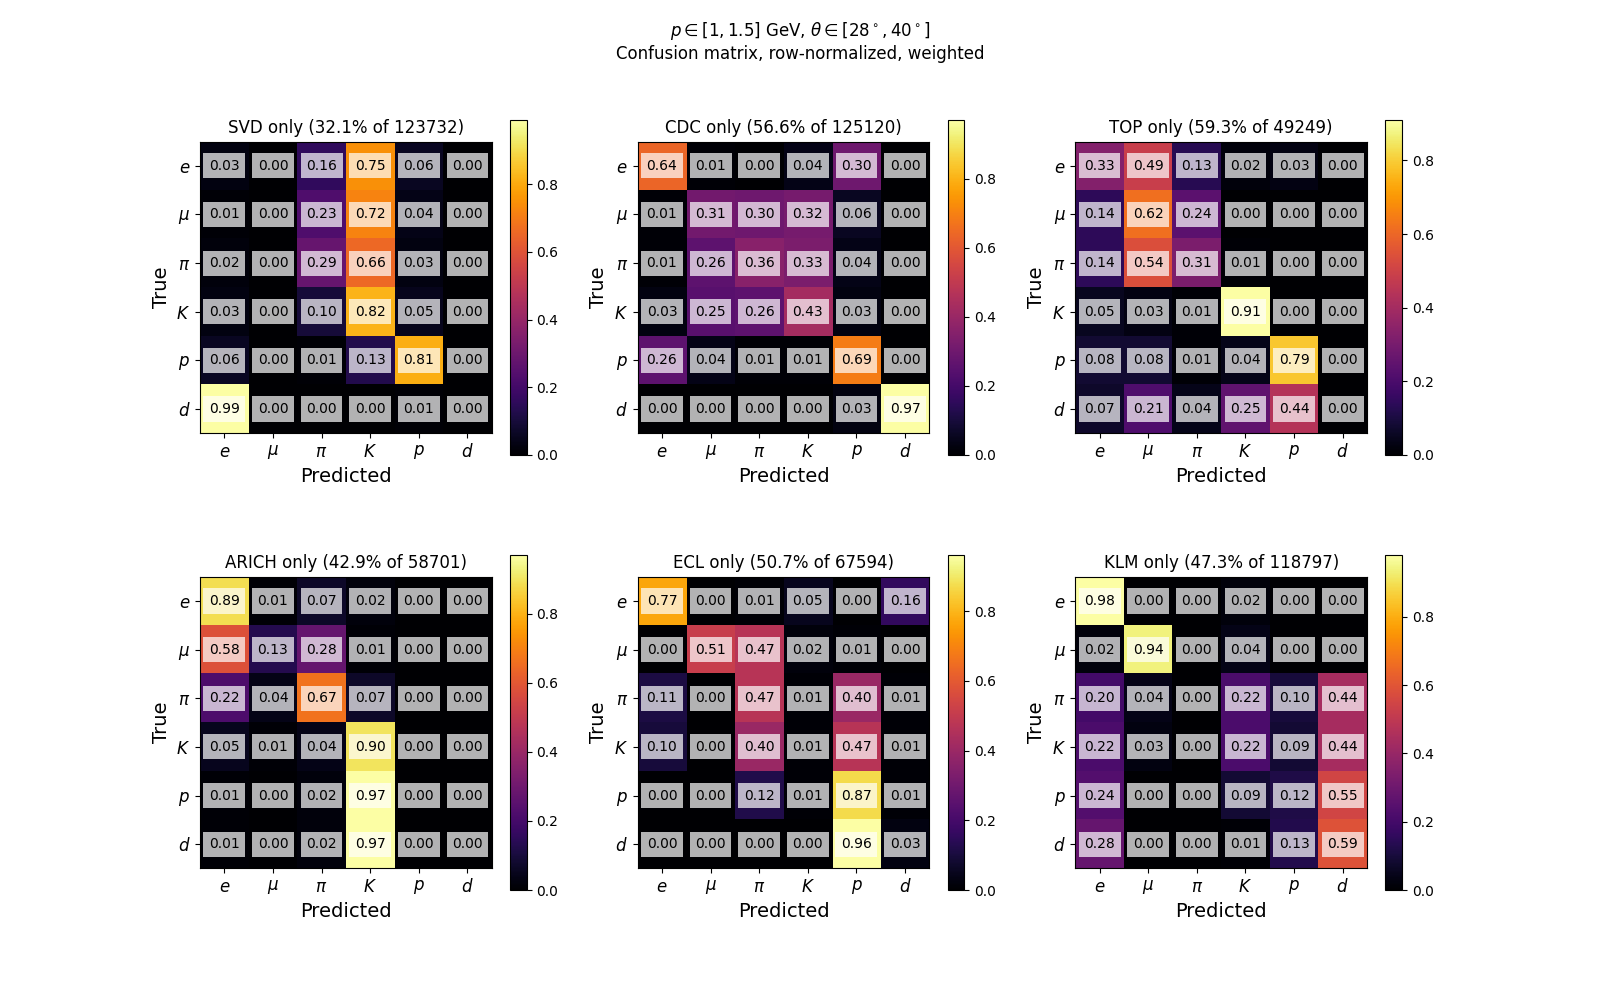 p ∈ [1, 1.5] GeV, θ ∈ [28°, 40°]
Confusion matrix, row-normalized, weighted
SVD only (32.1% of 123732)
True
e 0.03 0.00 0.16 0.75 0.06 0.00
μ 0.01 0.00 0.23 0.72 0.04 0.00
π 0.02 0.00 0.29 0.66 0.03 0.00
K 0.03 0.00 0.10 0.82 0.05 0.00
p 0.06 0.00 0.01 0.13 0.81 0.00
d 0.99 0.00 0.00 0.00 0.01 0.00
e μ π K p d
Predicted
0.8
0.6
0.4
0.2
0.0
CDC only (56.6% of 125120)
True
e 0.64 0.01 0.00 0.04 0.30 0.00
μ 0.01 0.31 0.30 0.32 0.06 0.00
π 0.01 0.26 0.36 0.33 0.04 0.00
K 0.03 0.25 0.26 0.43 0.03 0.00
p 0.26 0.04 0.01 0.01 0.69 0.00
d 0.00 0.00 0.00 0.00 0.03 0.97
e μ π K p d
Predicted
0.8
0.6
0.4
0.2
0.0
TOP only (59.3% of 49249)
True
e 0.33 0.49 0.13 0.02 0.03 0.00
μ 0.14 0.62 0.24 0.00 0.00 0.00
π 0.14 0.54 0.31 0.01 0.00 0.00
K 0.05 0.03 0.01 0.91 0.00 0.00
p 0.08 0.08 0.01 0.04 0.79 0.00
d 0.07 0.21 0.04 0.25 0.44 0.00
e μ π K p d
Predicted
0.8
0.6
0.4
0.2
0.0
ARICH only (42.9% of 58701)
True
e 0.89 0.01 0.07 0.02 0.00 0.00
μ 0.58 0.13 0.28 0.01 0.00 0.00
π 0.22 0.04 0.67 0.07 0.00 0.00
K 0.05 0.01 0.04 0.90 0.00 0.00
p 0.01 0.00 0.02 0.97 0.00 0.00
d 0.01 0.00 0.02 0.97 0.00 0.00
e μ π K p d
Predicted
0.8
0.6
0.4
0.2
0.0
ECL only (50.7% of 67594)
True
e 0.77 0.00 0.01 0.05 0.00 0.16
μ 0.00 0.51 0.47 0.02 0.01 0.00
π 0.11 0.00 0.47 0.01 0.40 0.01
K 0.10 0.00 0.40 0.01 0.47 0.01
p 0.00 0.00 0.12 0.01 0.87 0.01
d 0.00 0.00 0.00 0.00 0.96 0.03
e μ π K p d
Predicted
0.8
0.6
0.4
0.2
0.0
KLM only (47.3% of 118797)
True
e 0.98 0.00 0.00 0.02 0.00 0.00
μ 0.02 0.94 0.00 0.04 0.00 0.00
π 0.20 0.04 0.00 0.22 0.10 0.44
K 0.22 0.03 0.00 0.22 0.09 0.44
p 0.24 0.00 0.00 0.09 0.12 0.55
d 0.28 0.00 0.00 0.01 0.13 0.59
e μ π K p d
Predicted
0.8
0.6
0.4
0.2
0.0